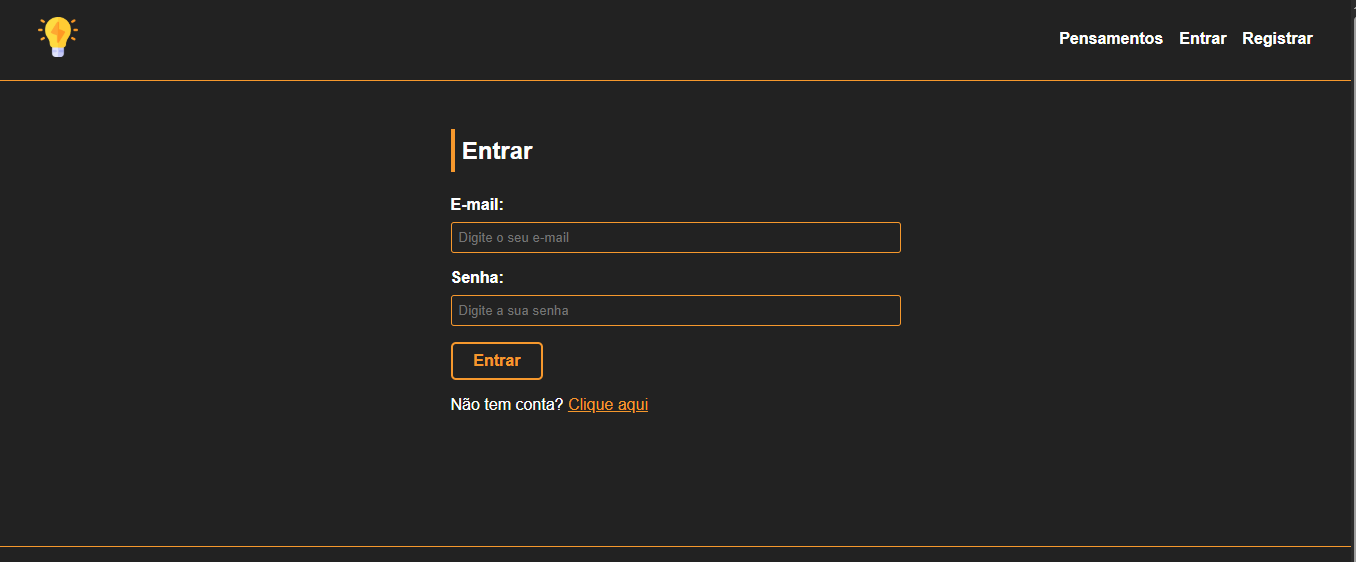 Pensamentos Entrar Registrar
Entrar
E-mail:
Digite o seu e-mail
Senha:
Digite a sua senha
Entrar
Não tem conta? Clique aqui